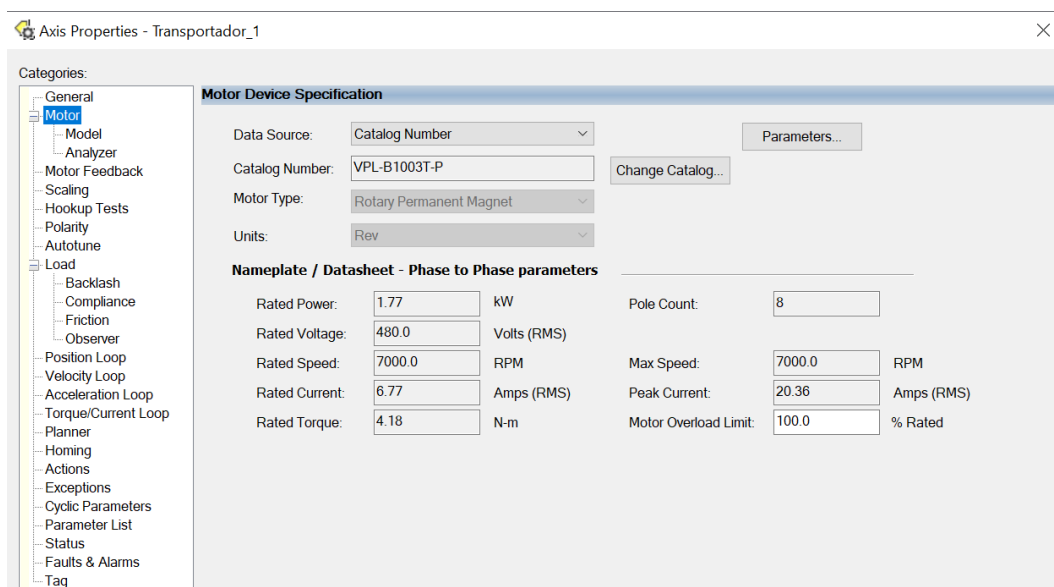 Axis Properties - Transportador_1
Categories:
General
Motor
Model
Analyzer
Motor Feedback
Scaling
Hookup Tests
Polarity
Autotune
Load
Backlash
Compliance
Friction
Observer
Position Loop
Velocity Loop
Acceleration Loop
Torque/Current Loop
Planner
Homing
Actions
Exceptions
Cyclic Parameters
Parameter List
Status
Faults & Alarms
Tag
Motor Device Specification
Data Source: Catalog Number Parameters...
Catalog Number: VPL-B1003T-P Change Catalog...
Motor Type: Rotary Permanent Magnet
Units: Rev
Nameplate / Datasheet - Phase to Phase parameters
Rated Power: 1.77 kW Pole Count: 8
Rated Voltage: 480.0 Volts (RMS)
Rated Speed: 7000.0 RPM Max Speed: 7000.0 RPM
Rated Current: 6.77 Amps (RMS) Peak Current: 20.36 Amps (RMS)
Rated Torque: 4.18 N-m Motor Overload Limit: 100.0 % Rated